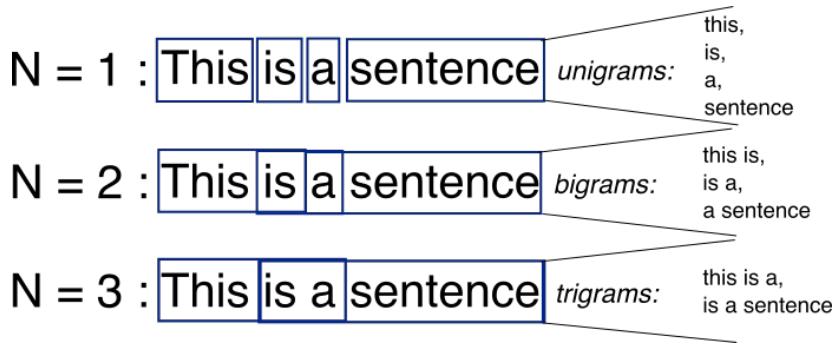 N = 1 : This is a sentence unigrams:
this,
is,
a,
sentence
N = 2 : This is a sentence bigrams:
this is,
is a,
a sentence
N = 3 : This is a sentence trigrams:
this is a,
is a sentence